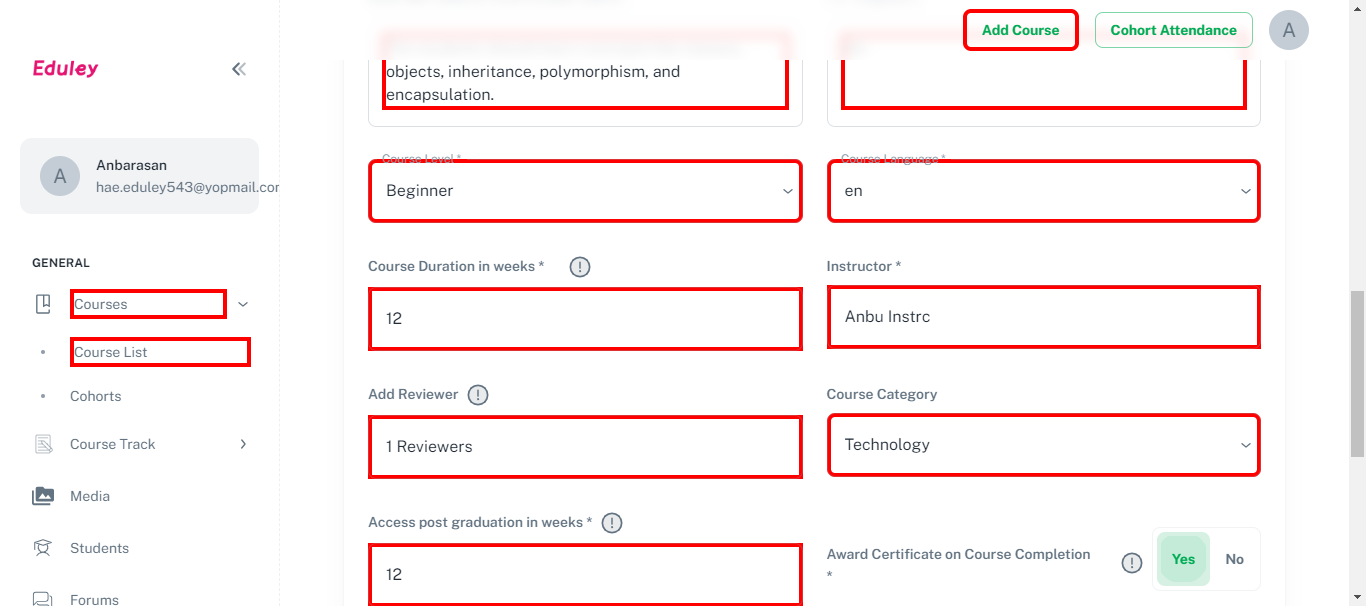 Add Course
Cohort Attendance
A
Eduley
objects, inheritance, polymorphism, and
encapsulation.
A
Anbarasan
hae.eduley543@yopmail.cor
Course Level *
Course Language *
Beginner
en
GENERAL
Course Duration in weeks *
Instructor *
Courses
12
Anbu Instrc
Course List
Cohorts
Add Reviewer
Course Category
Course Track
1 Reviewers
Technology
Media
Access post graduation in weeks *
Students
Award Certificate on Course Completion
*
Yes
No
12
Forums